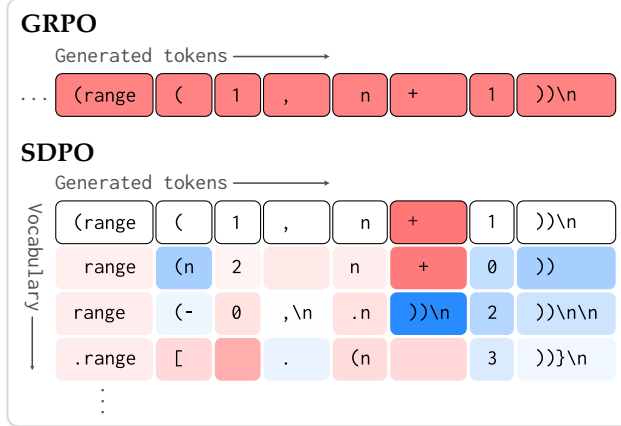 GRPO
Generated tokens
... (range ( 1 , n + 1 ))\n
SDPO
Generated tokens
Vocabulary
(range ( 1 , n + 1 ))\n
range (n 2 n + 0 ))
range (- 0 ,\n .n ))\n 2 ))\n\n
.range [ . (n 3 ))}\n
⋮